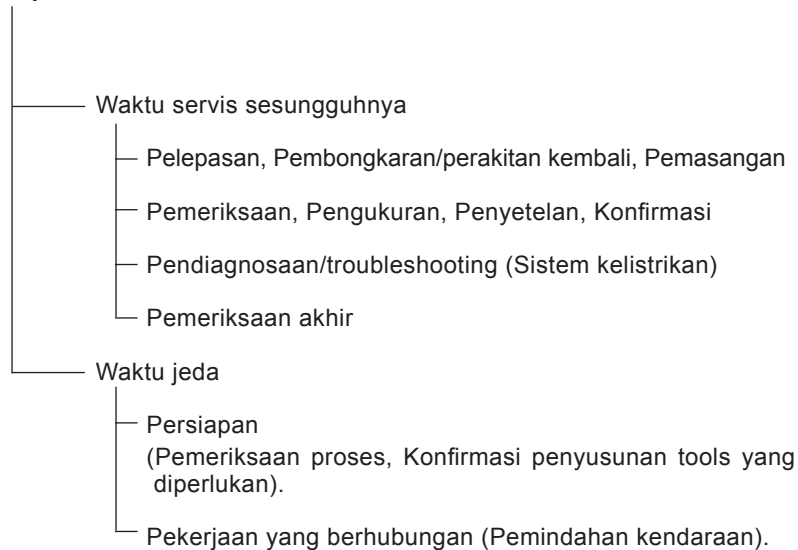 Waktu servis sesungguhnya
Pelepasan, Pembongkaran/perakitan kembali, Pemasangan
Pemeriksaan, Pengukuran, Penyetelan, Konfirmasi
Pendiagnosaan/troubleshooting (Sistem kelistrikan)
Pemeriksaan akhir
Waktu jeda
Persiapan
(Pemeriksaan proses, Konfirmasi penyusunan tools yang
diperlukan).
Pekerjaan yang berhubungan (Pemindahan kendaraan).